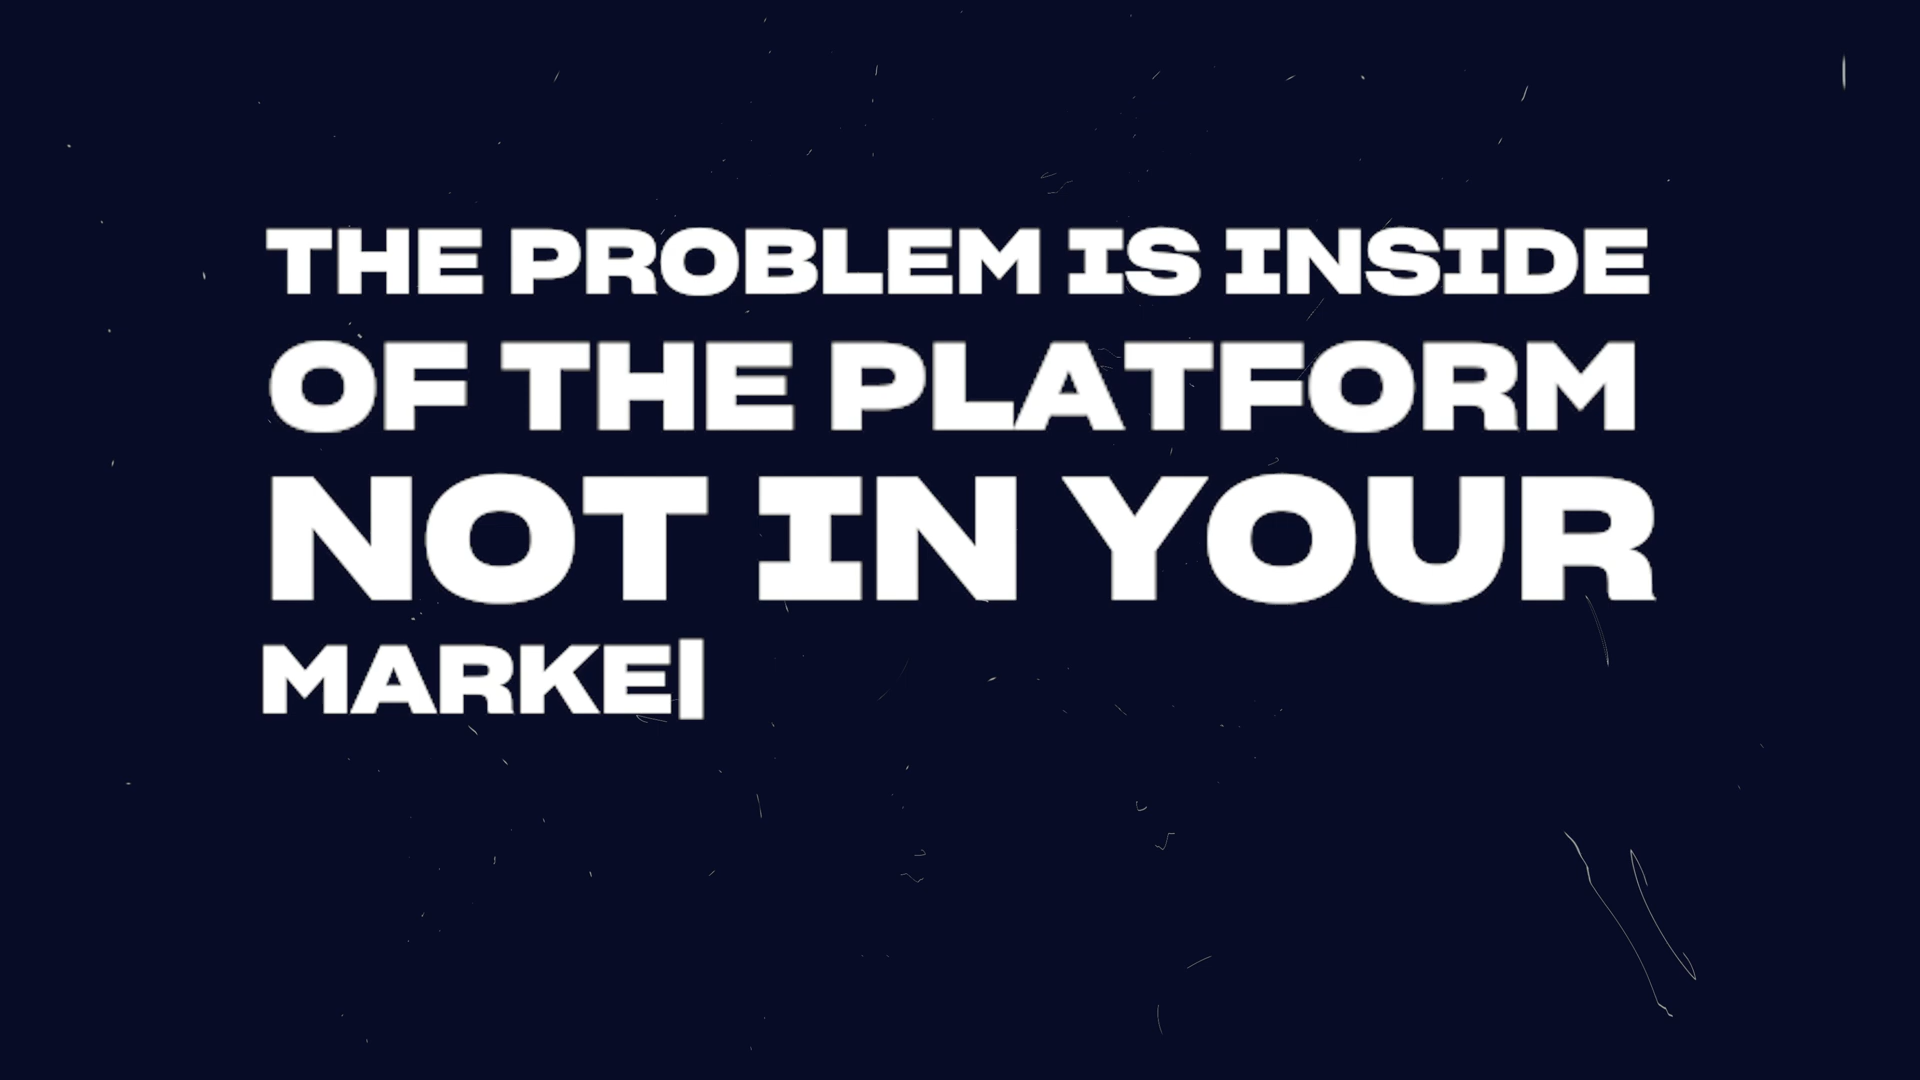 THE PROBLEM IS INSIDE
OF THE PLATFORM
NOT IN YOUR
MARKE